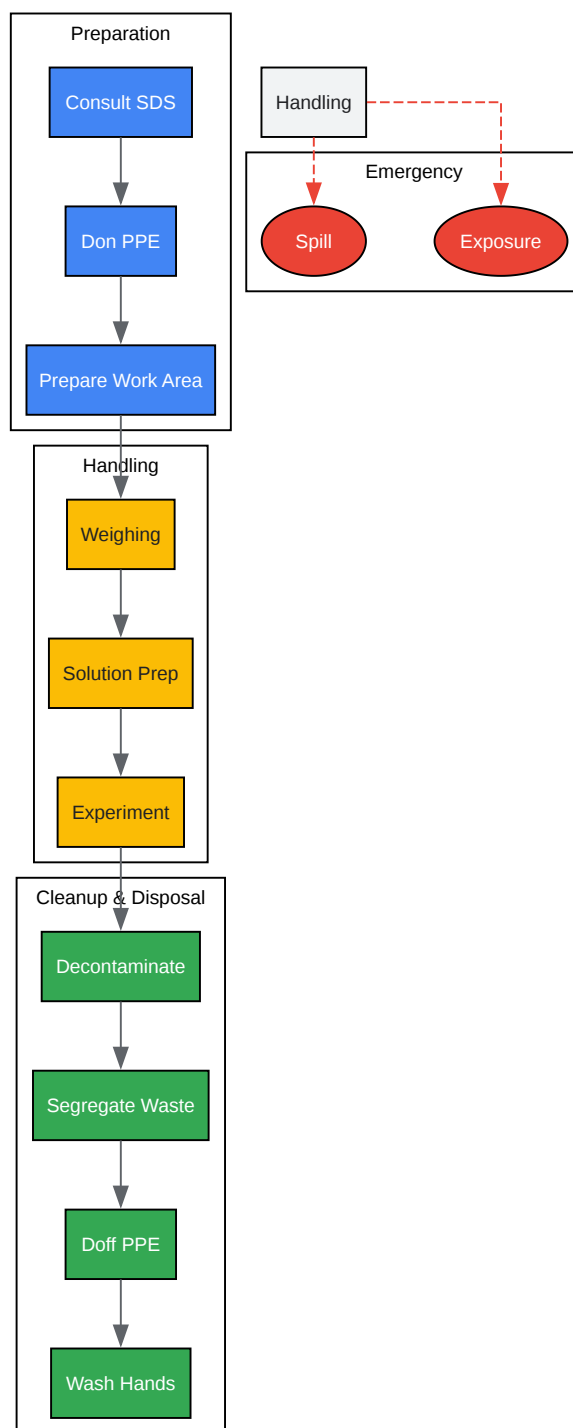 Preparation
Consult SDS
Don PPE
Prepare Work Area
Handling
Emergency
Spill
Exposure
Handling
Weighing
Solution Prep
Experiment
Cleanup & Disposal
Decontaminate
Segregate Waste
Doff PPE
Wash Hands